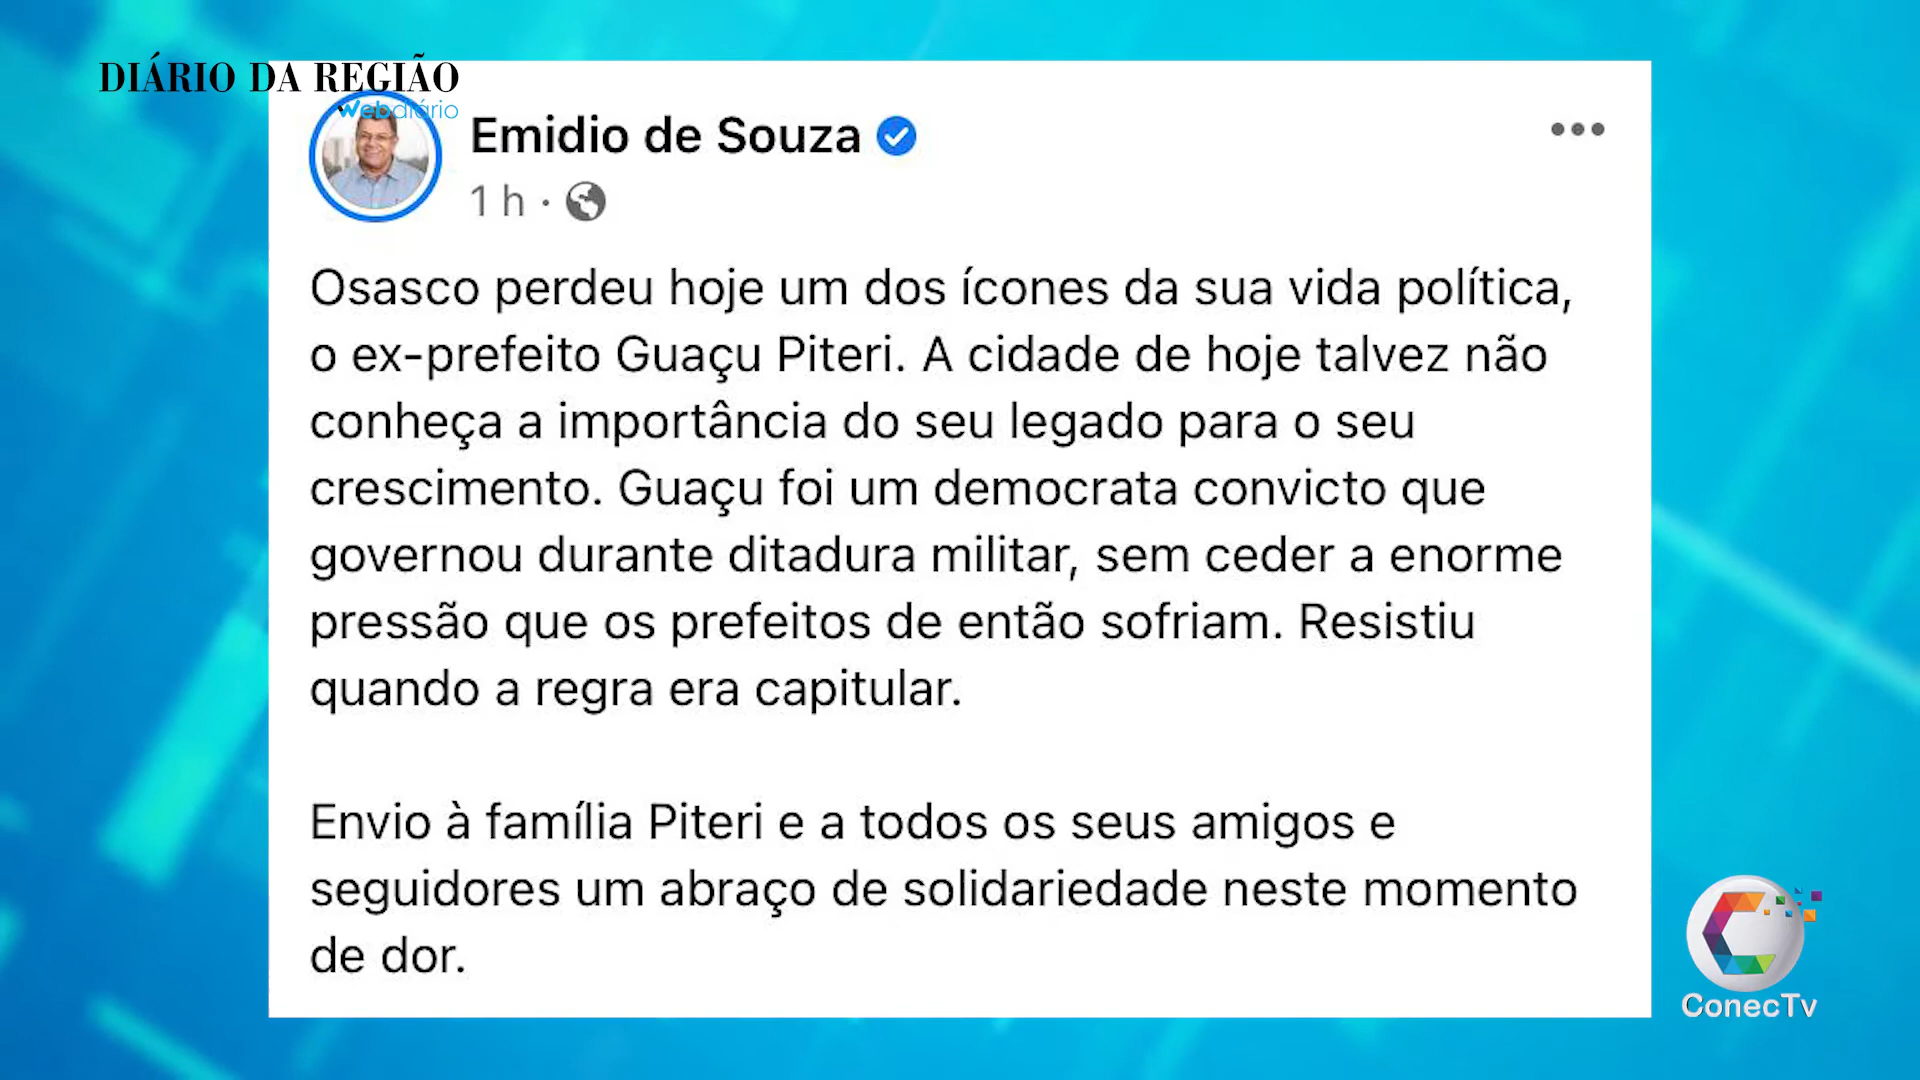 DIÁRIO DA REGIÃO
Webdiário
Emidio de Souza
1 h ·
Osasco perdeu hoje um dos ícones da sua vida política,
o ex-prefeito Guaçu Piteri. A cidade de hoje talvez não
conheça a importância do seu legado para o seu
crescimento. Guaçu foi um democrata convicto que
governou durante ditadura militar, sem ceder a enorme
pressão que os prefeitos de então sofriam. Resistiu
quando a regra era capitular.
Envio à família Piteri e a todos os seus amigos e
seguidores um abraço de solidariedade neste momento
de dor.
ConecTv